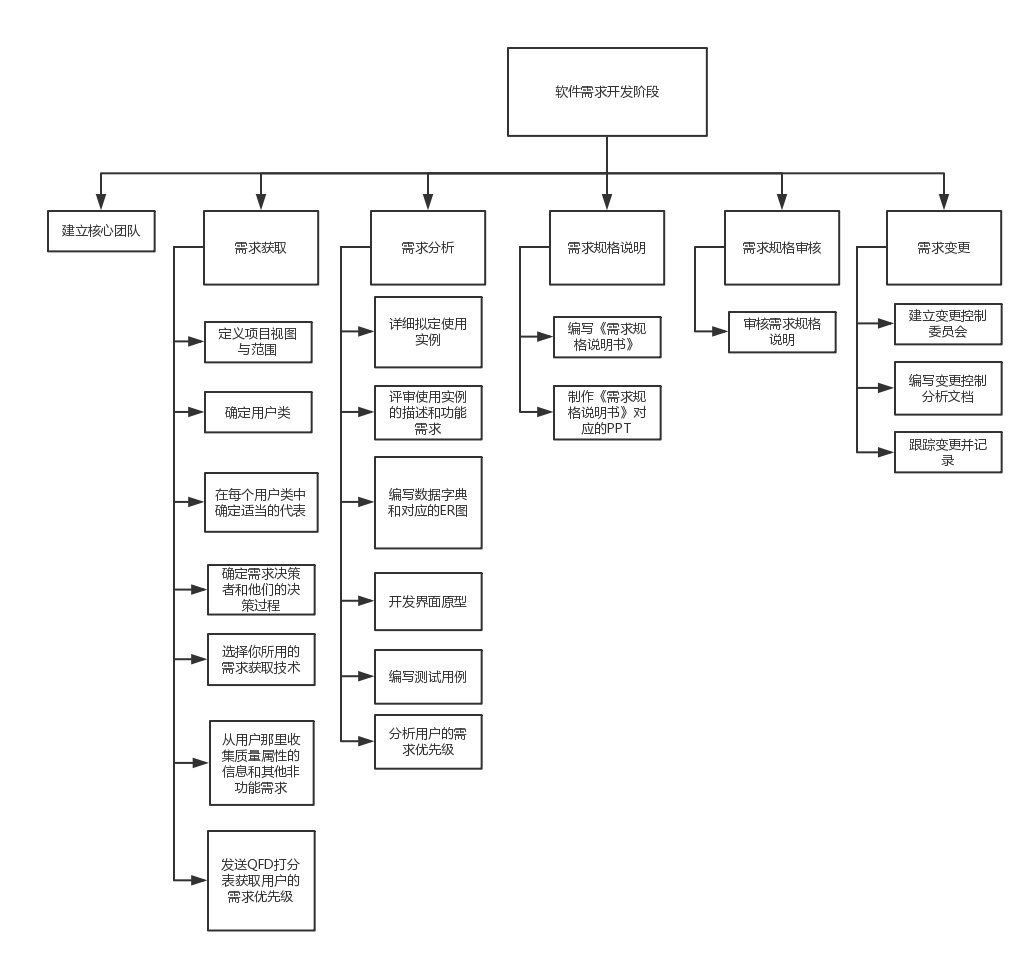 软件需求开发阶段
建立核心团队
需求获取
需求分析
需求规格说明
需求规格审核
需求变更
定义项目视图
与范围
确定用户类
在每个用户类中
确定适当的代表
确定需求决策
者和他们的决
策过程
选择你所用的
需求获取技术
从用户那里收
集质量属性的
信息和其他非
功能需求
发送QFD打分
表获取用户的
需求优先级
详细拟定使用
实例
评审使用实例
的描述和功能
需求
编写数据字典
和对应的ER图
开发界面原型
编写测试用例
分析用户的需
求优先级
编写《需求规
格说明书》
制作《需求规
格说明书》对
应的PPT
审核需求规格
说明
建立变更控制
委员会
编写变更控制
分析文档
跟踪变更并记
录